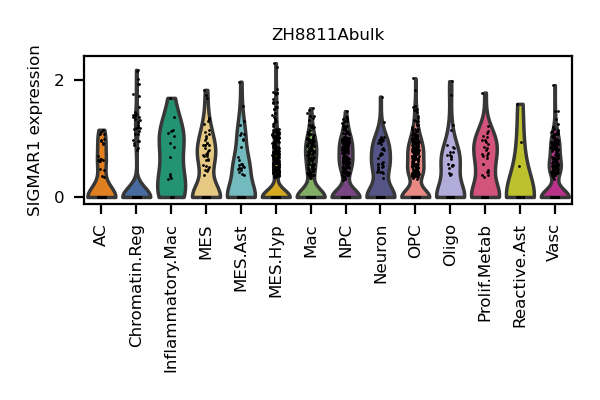 ZH8811Abulk
SIGMAR1 expression
2
0
AC
Chromatin.Reg
Inflammatory.Mac
MES
MES.Ast
MES.Hyp
Mac
NPC
Neuron
OPC
Oligo
Prolif.Metab
Reactive.Ast
Vasc